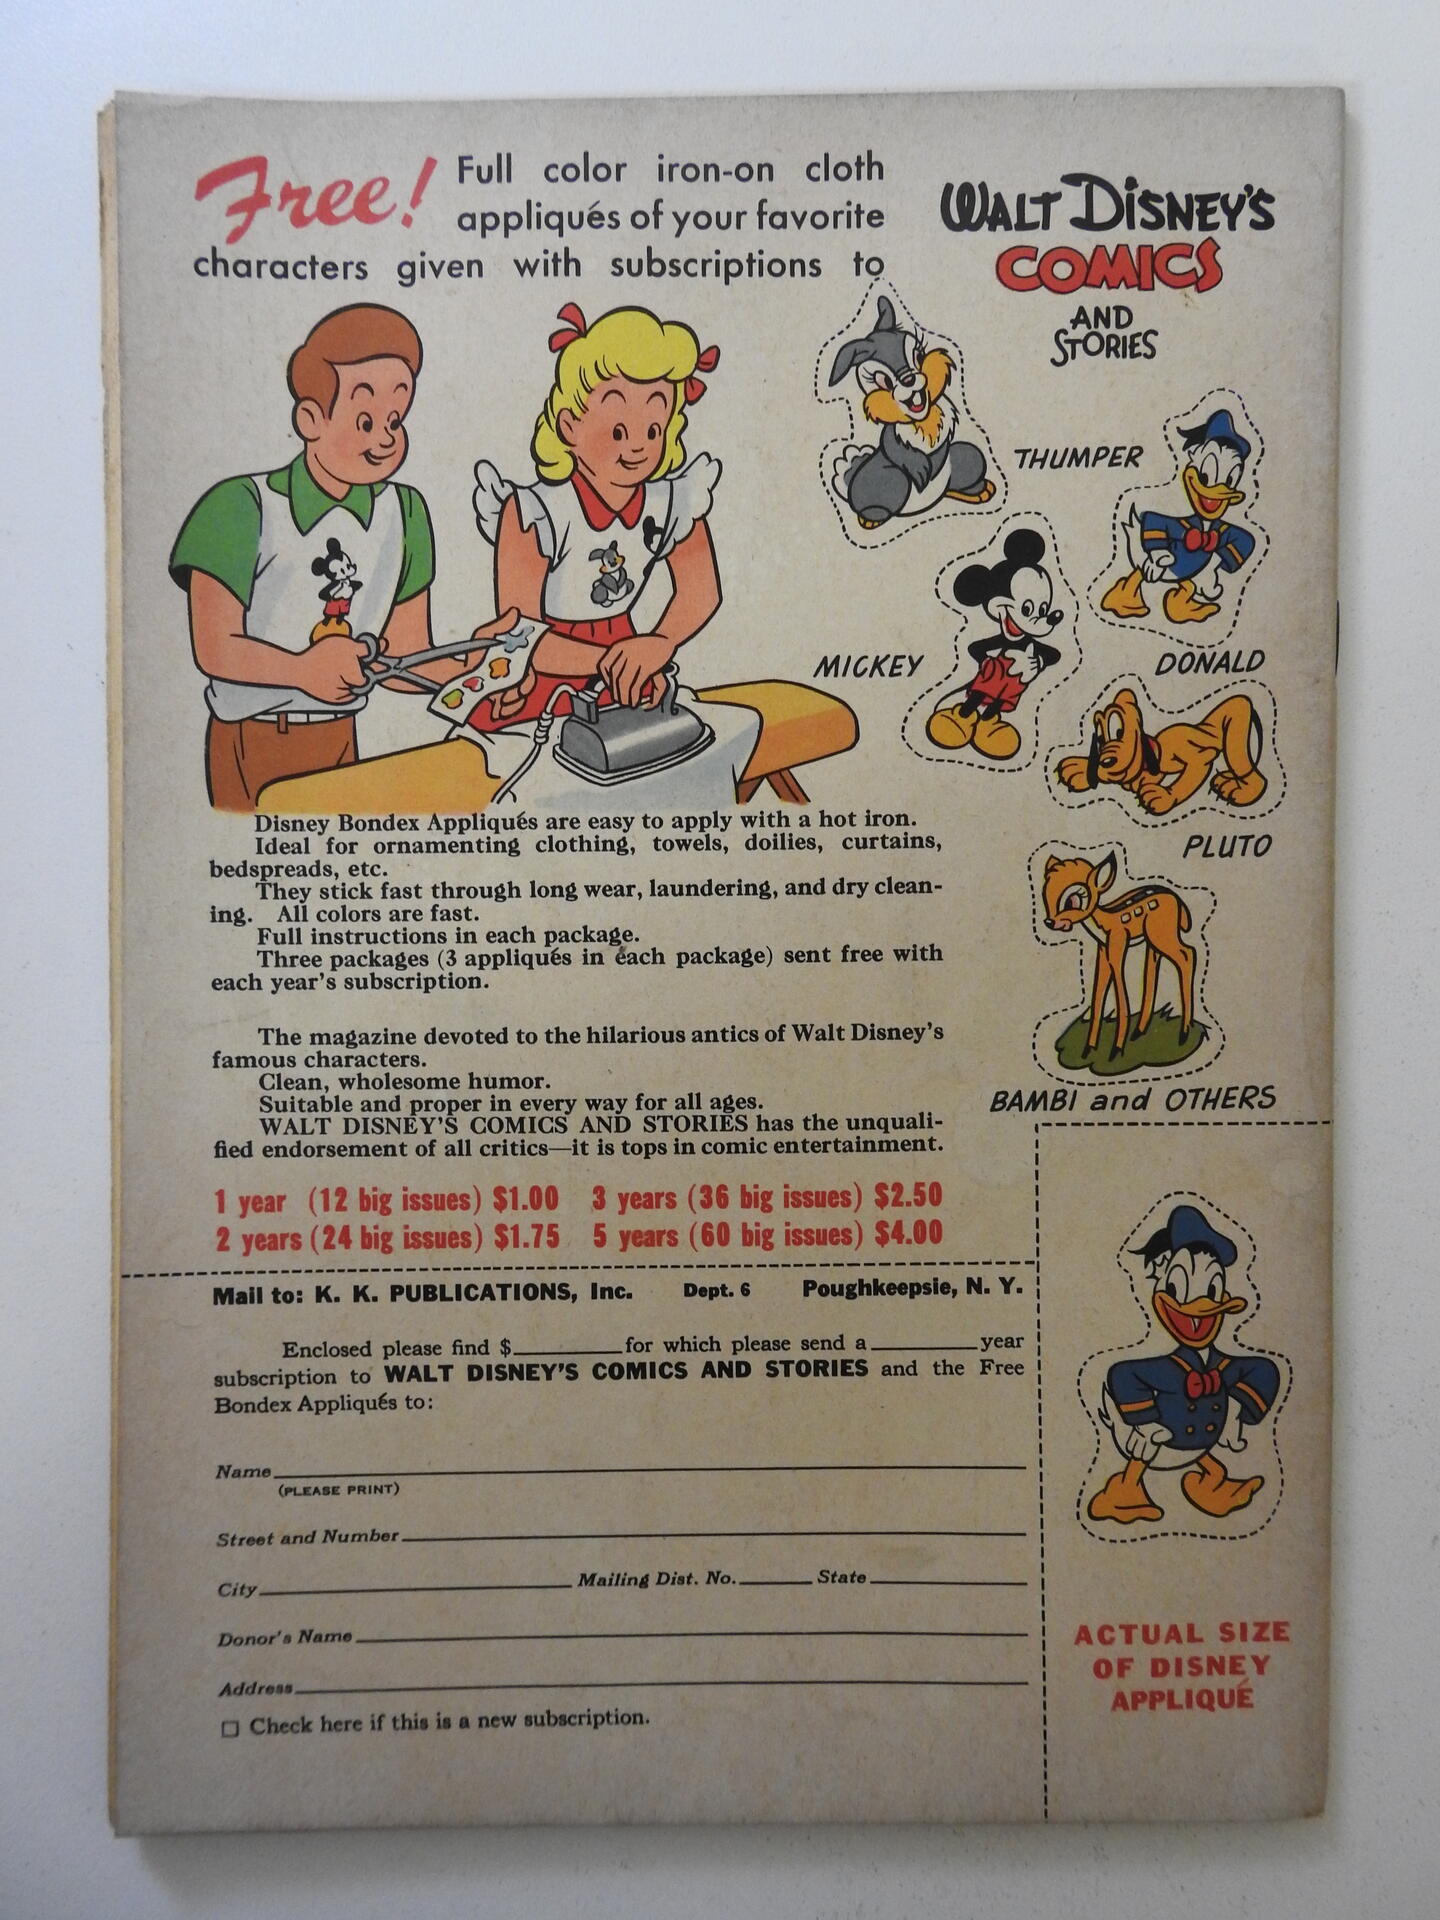 Free! Full color iron-on cloth
appliqués of your favorite
characters given with subscriptions to
WALT DISNEY'S
COMICS
AND
STORIES
THUMPER
MICKEY
DONALD
PLUTO
BAMBI and OTHERS
Disney Bondex Appliqués are easy to apply with a hot iron.
Ideal for ornamenting clothing, towels, doilies, curtains,
bedspreads, etc.
They stick fast through long wear, laundering, and dry clean-
ing. All colors are fast.
Full instructions in each package.
Three packages (3 appliqués in each package) sent free with
each year's subscription.
The magazine devoted to the hilarious antics of Walt Disney's
famous characters.
Clean, wholesome humor.
Suitable and proper in every way for all ages.
WALT DISNEY'S COMICS AND STORIES has the unquali-
fied endorsement of all critics—it is tops in comic entertainment.
1 year (12 big issues) $1.00 3 years (36 big issues) $2.50
2 years (24 big issues) $1.75 5 years (60 big issues) $4.00
Mail to: K. K. PUBLICATIONS, Inc. Dept. 6 Poughkeepsie, N. Y.
Enclosed please find $__________ for which please send a __________ year
subscription to WALT DISNEY'S COMICS AND STORIES and the Free
Bondex Appliqués to:
Name
(PLEASE PRINT)
Street and Number
City Mailing Dist. No. State
Donor's Name
Address
☐ Check here if this is a new subscription.
ACTUAL SIZE
OF DISNEY
APPLIQUÉ